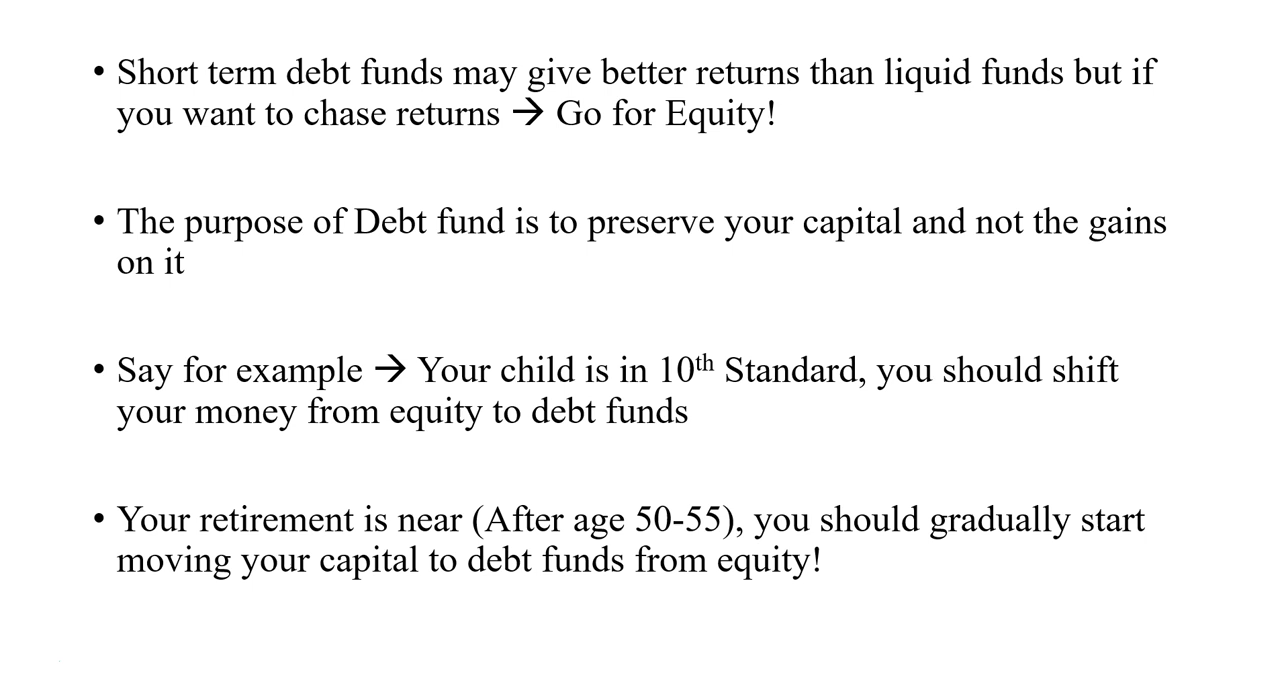 • Short term debt funds may give better returns than liquid funds but if
you want to chase returns → Go for Equity!
• The purpose of Debt fund is to preserve your capital and not the gains
on it
• Say for example → Your child is in 10th Standard, you should shift
your money from equity to debt funds
• Your retirement is near (After age 50-55), you should gradually start
moving your capital to debt funds from equity!